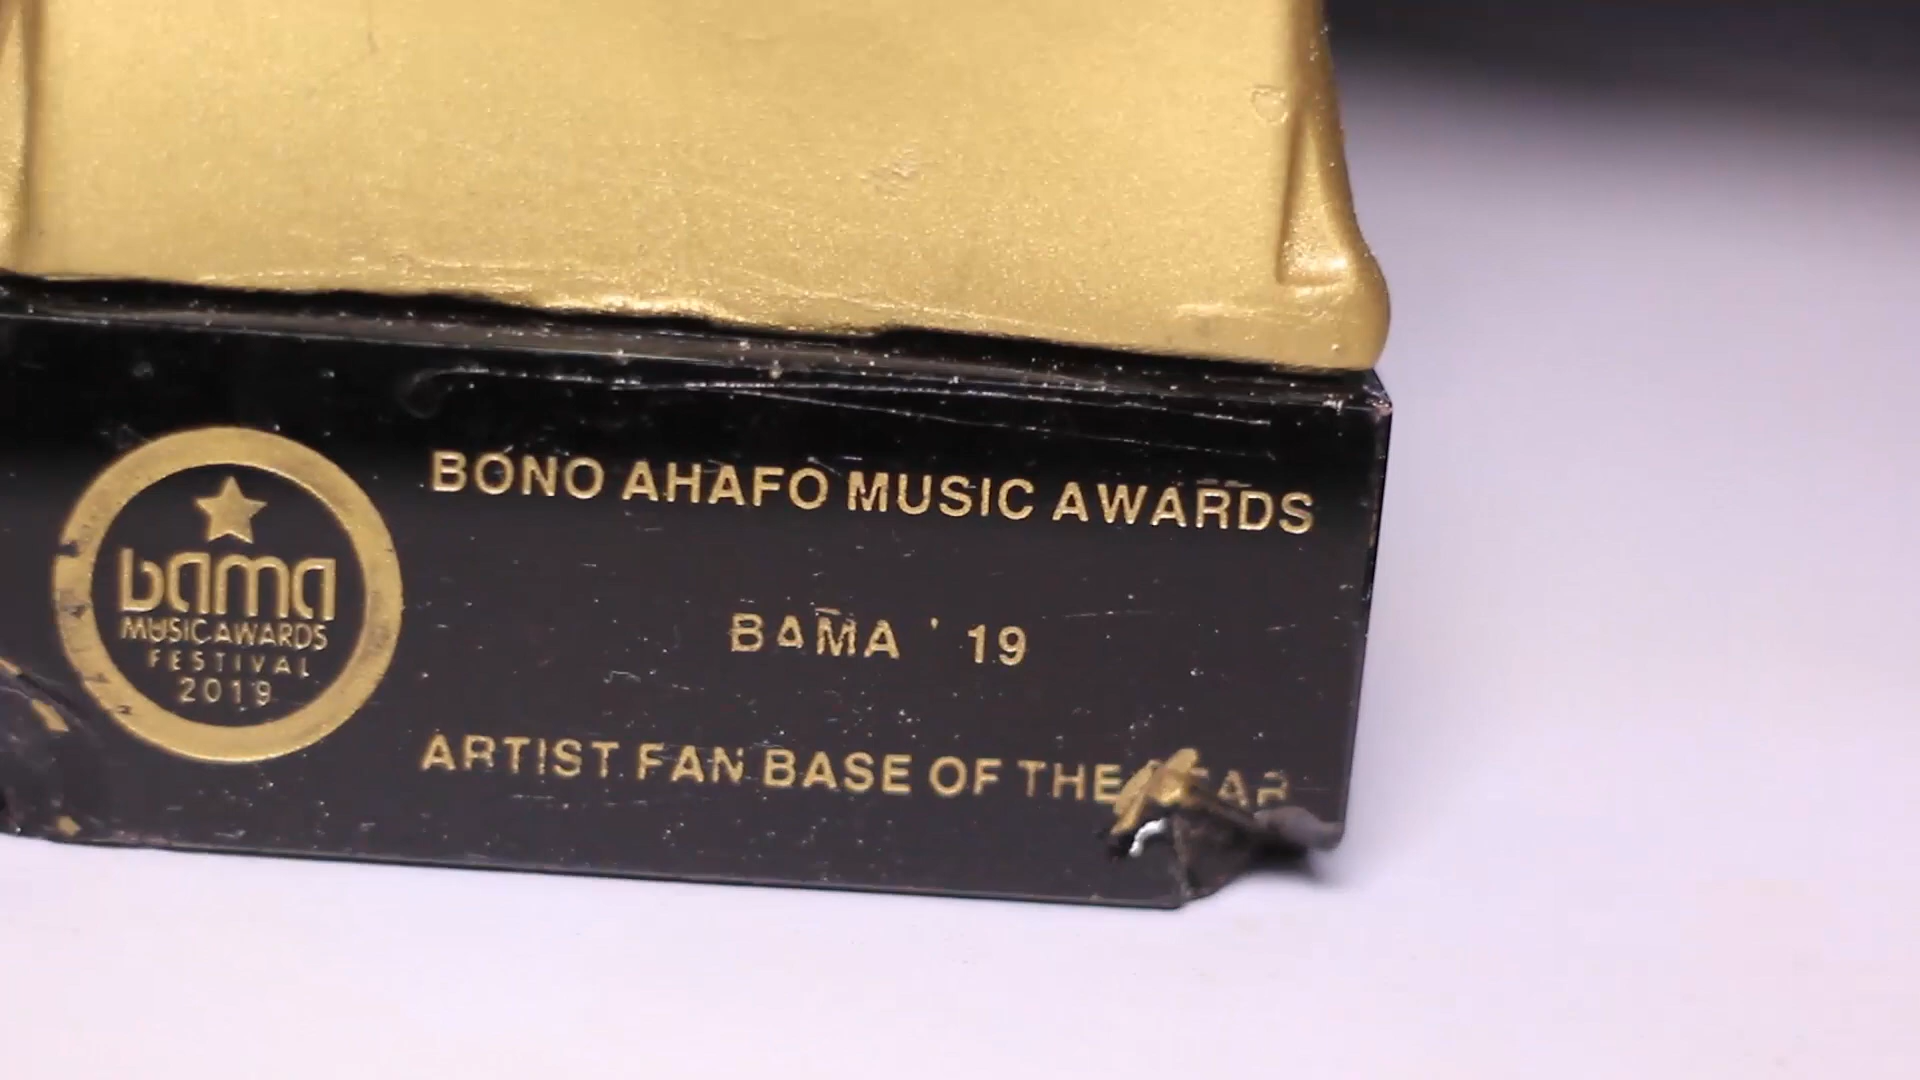 bama
MUSIC AWARDS
FESTIVAL
2019
BONO AHAFO MUSIC AWARDS
BAMA '19
ARTIST FAN BASE OF THE